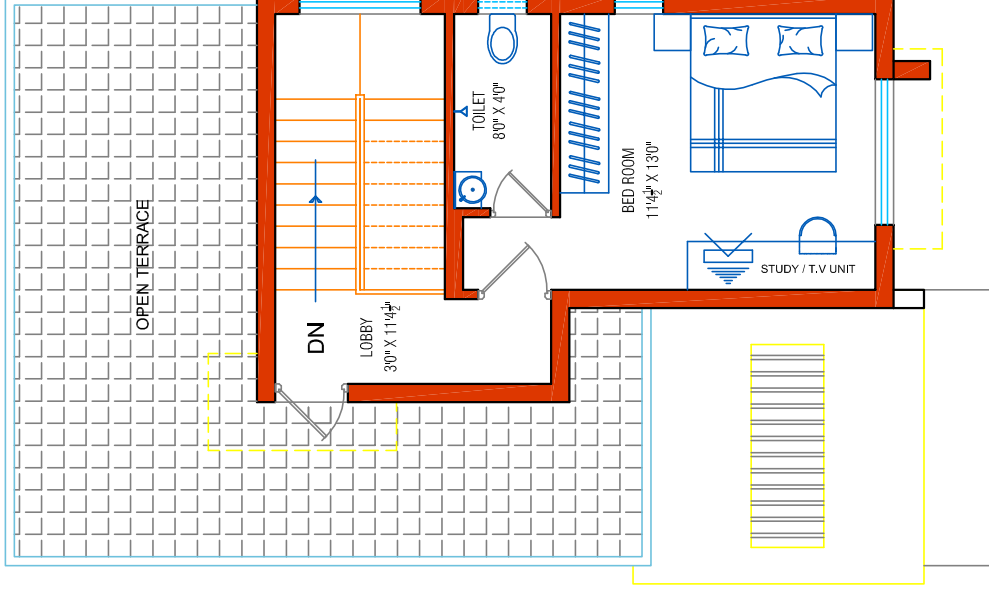 OPEN TERRACE
DN
LOBBY
3'0" X 11'4½"
TOILET
8'0" X 4'0"
BED ROOM
11'4½" X 13'0"
STUDY / T.V UNIT